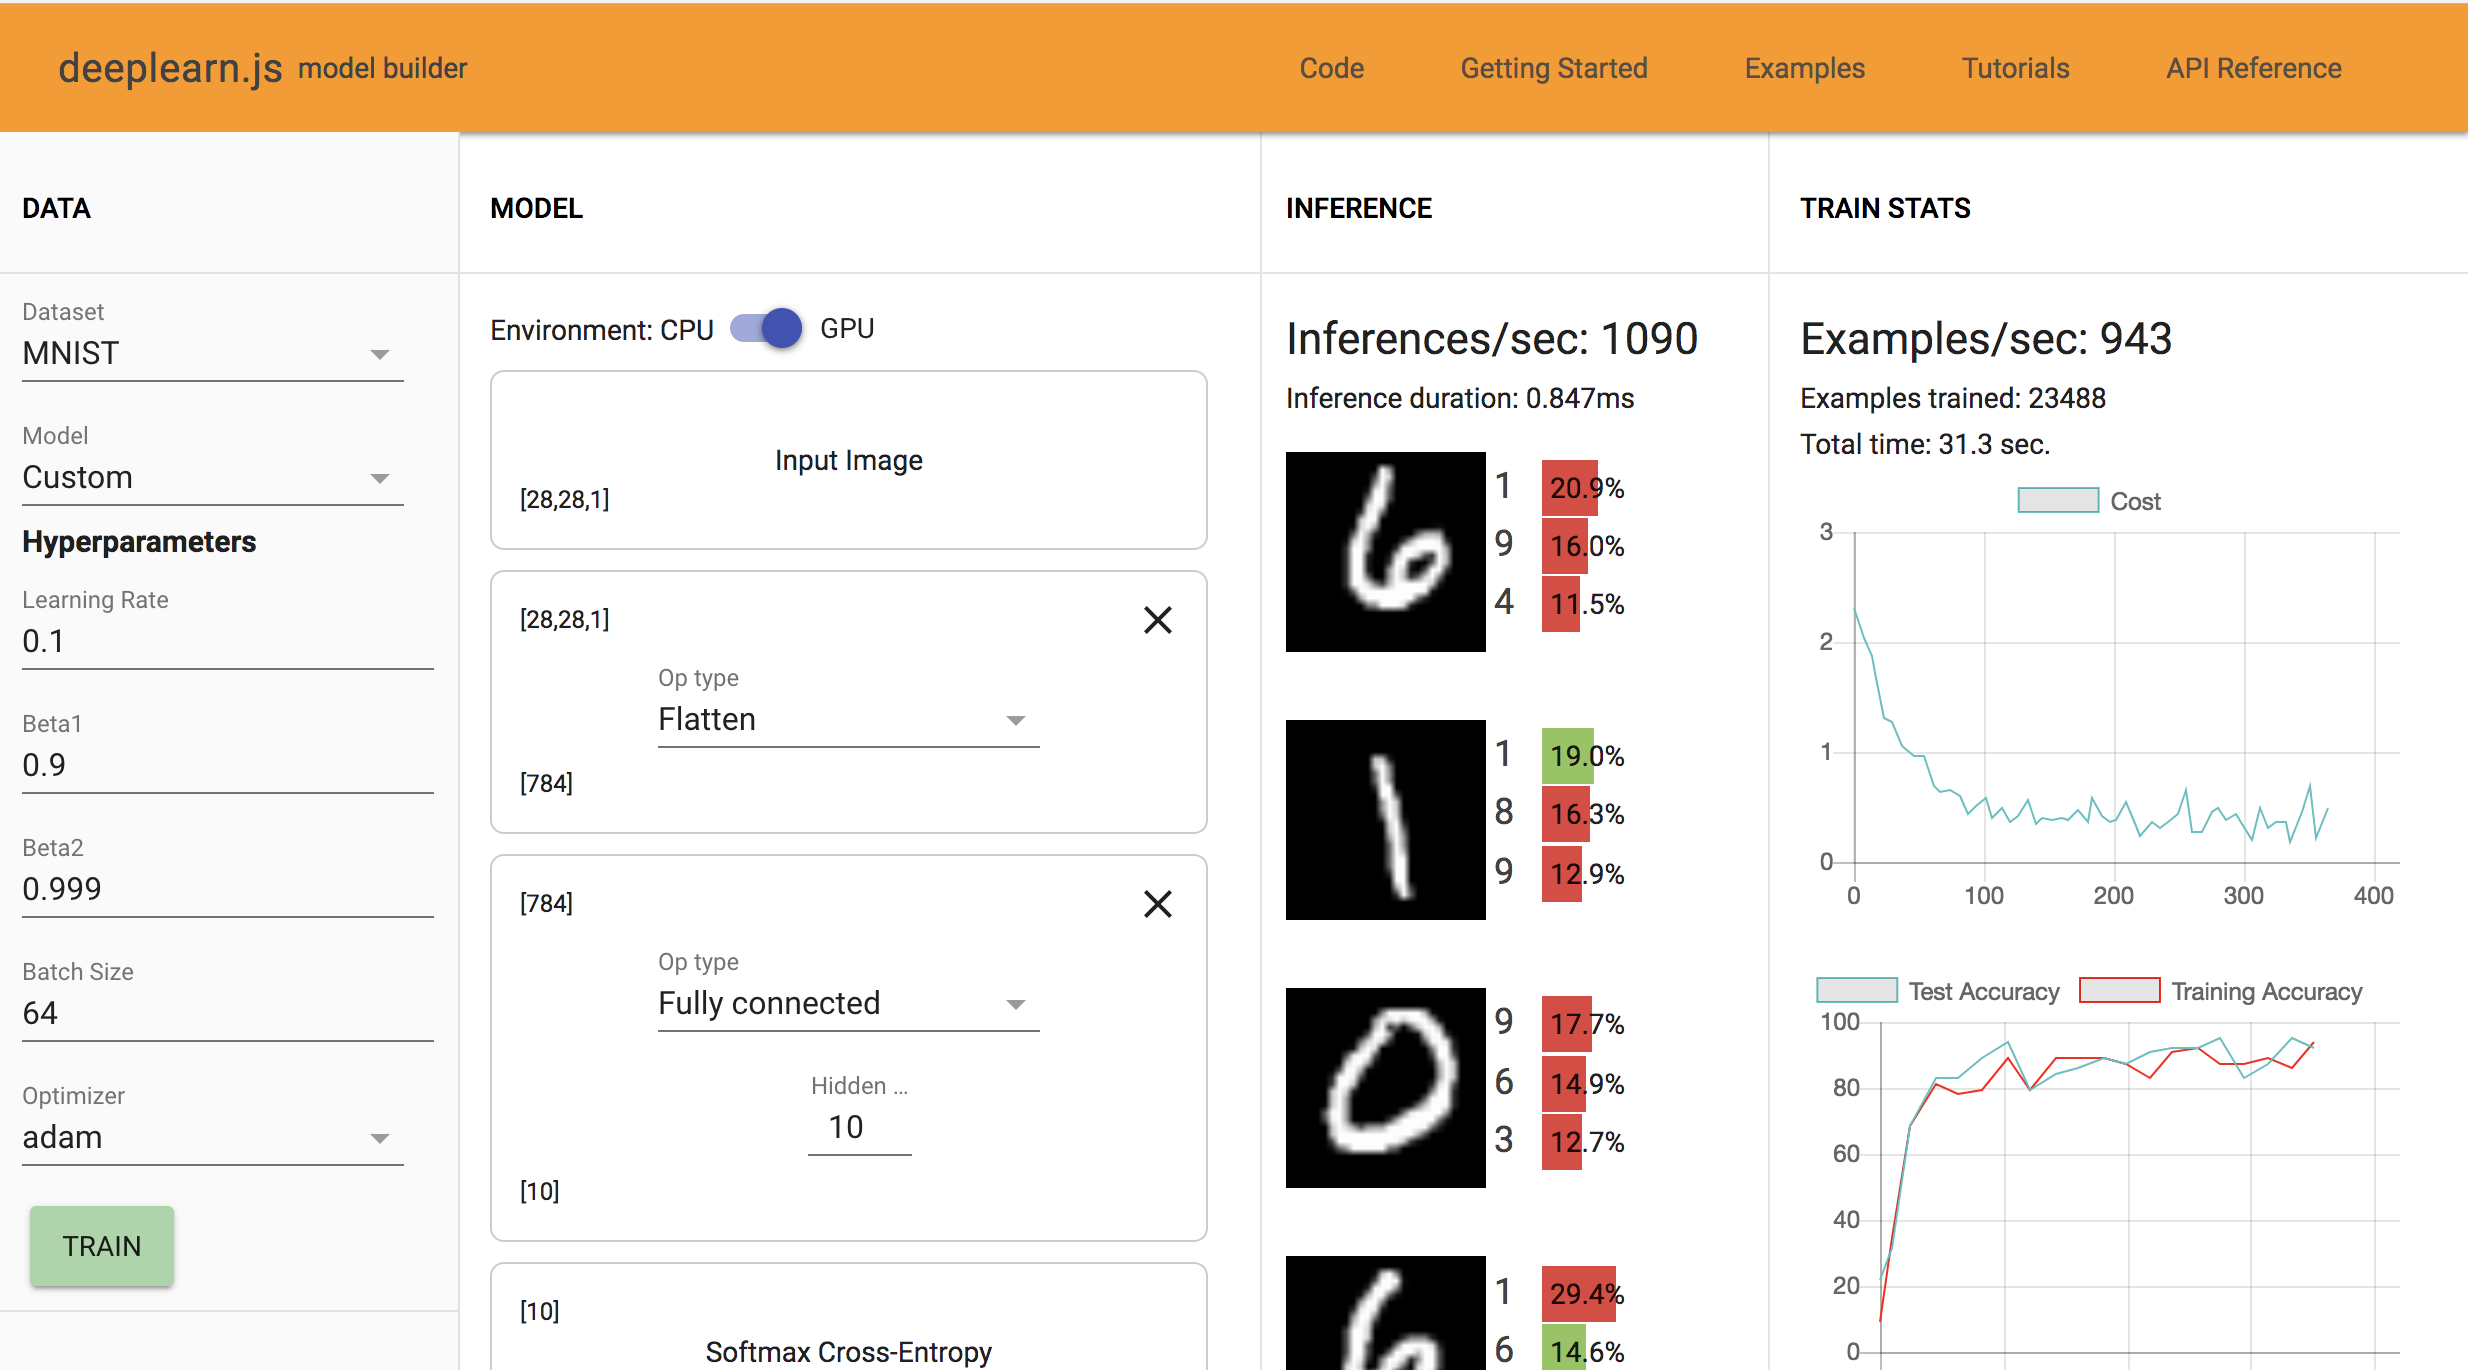 deeplearn.js model builder
Code Getting Started Examples Tutorials API Reference
DATA
Dataset
MNIST
Model
Custom
Hyperparameters
Learning Rate
0.1
Beta1
0.9
Beta2
0.999
Batch Size
64
Optimizer
adam
TRAIN
MODEL
Environment: CPU GPU
Input Image
[28,28,1]
[28,28,1]
Op type
Flatten
[784]
[784]
Op type
Fully connected
Hidden ...
10
[10]
[10]
Softmax Cross-Entropy
INFERENCE
Inferences/sec: 1090
Inference duration: 0.847ms
6
1 20.9%
9 16.0%
4 11.5%
1
1 19.0%
8 16.3%
9 12.9%
0
9 17.7%
6 14.9%
3 12.7%
6
1 29.4%
6 14.6%
TRAIN STATS
Examples/sec: 943
Examples trained: 23488
Total time: 31.3 sec.
Cost
3
2
1
0
0 100 200 300 400
Test Accuracy Training Accuracy
100
80
60
40
20
0